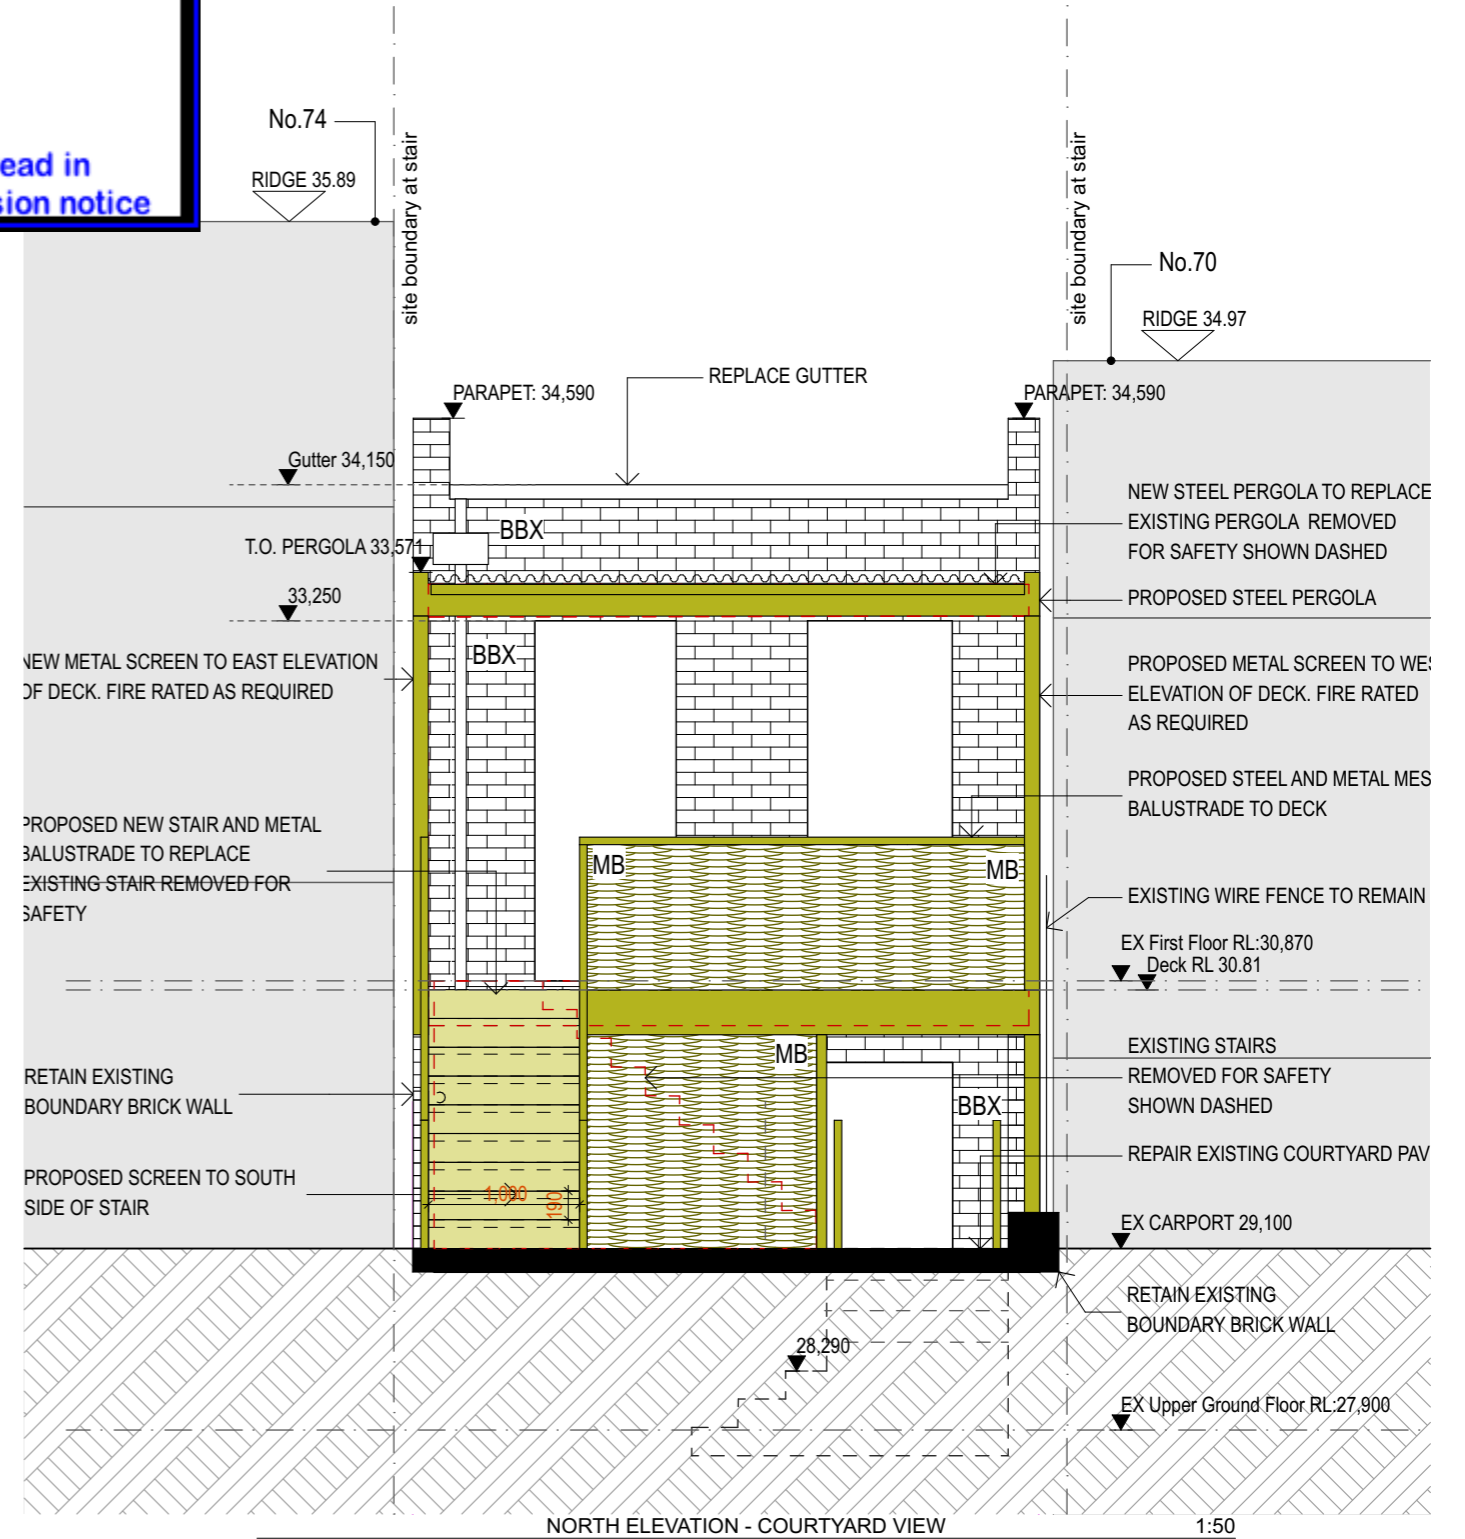 ead in
sion notice
No.74
RIDGE 35.89
site boundary at stair
site boundary at stair
No.70
RIDGE 34.97
REPLACE GUTTER
PARAPET: 34,590
PARAPET: 34,590
Gutter 34,150
BBX
T.O. PERGOLA 33,571
33,250
BBX
NEW METAL SCREEN TO EAST ELEVATION
OF DECK. FIRE RATED AS REQUIRED
PROPOSED NEW STAIR AND METAL
BALUSTRADE TO REPLACE
EXISTING STAIR REMOVED FOR
SAFETY
RETAIN EXISTING
BOUNDARY BRICK WALL
PROPOSED SCREEN TO SOUTH
SIDE OF STAIR
1,000
190
MB
MB
MB
BBX
NEW STEEL PERGOLA TO REPLACE
EXISTING PERGOLA REMOVED
FOR SAFETY SHOWN DASHED
PROPOSED STEEL PERGOLA
PROPOSED METAL SCREEN TO WES
ELEVATION OF DECK. FIRE RATED
AS REQUIRED
PROPOSED STEEL AND METAL MES
BALUSTRADE TO DECK
EXISTING WIRE FENCE TO REMAIN
EX First Floor RL:30,870
Deck RL 30.81
EXISTING STAIRS
REMOVED FOR SAFETY
SHOWN DASHED
REPAIR EXISTING COURTYARD PAV
EX CARPORT 29,100
RETAIN EXISTING
BOUNDARY BRICK WALL
28,290
EX Upper Ground Floor RL:27,900
NORTH ELEVATION - COURTYARD VIEW 1:50